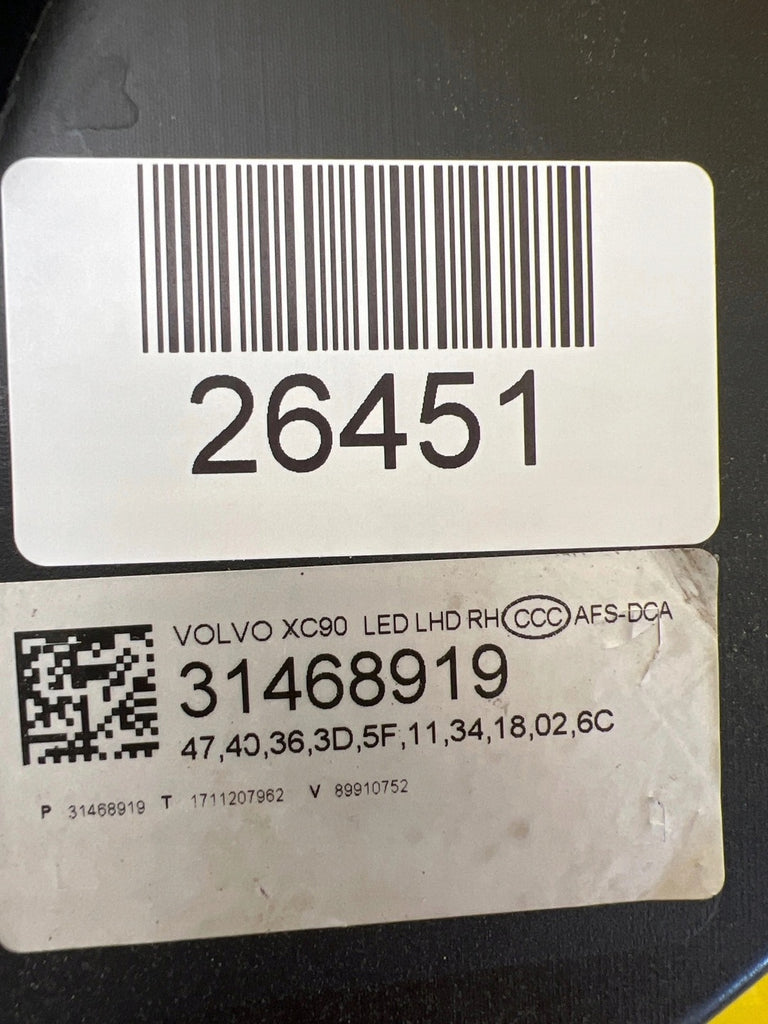 26451
VOLVO XC90 LED LHD RH CCC AFS-DCA
31468919
47,40,36,3D,5F,11,34,18,02,6C
P 31468919 T 1711207962 V 89910752